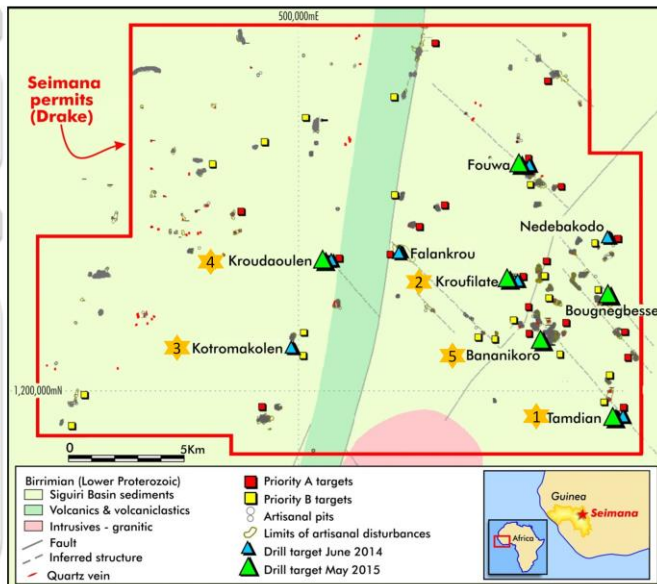 500,000mE
Seimana
permits
(Drake)
Fouwa
Nedebakodo
4
Kroudaoulen
Falankrou
2
Kroufilate
Bougnegbesse
3
Kotromakolen
5
Bananikoro
1,200,000mN
1
Tamdian
0
5Km
Birrimian (Lower Proterozoic)
Siguiri Basin sediments
Volcanics & volcaniclastics
Intrusives - granitic
Fault
Inferred structure
Quartz vein
Priority A targets
Priority B targets
Artisanal pits
Limits of artisanal disturbances
Drill target June 2014
Drill target May 2015
Guinea
Seimana
Africa